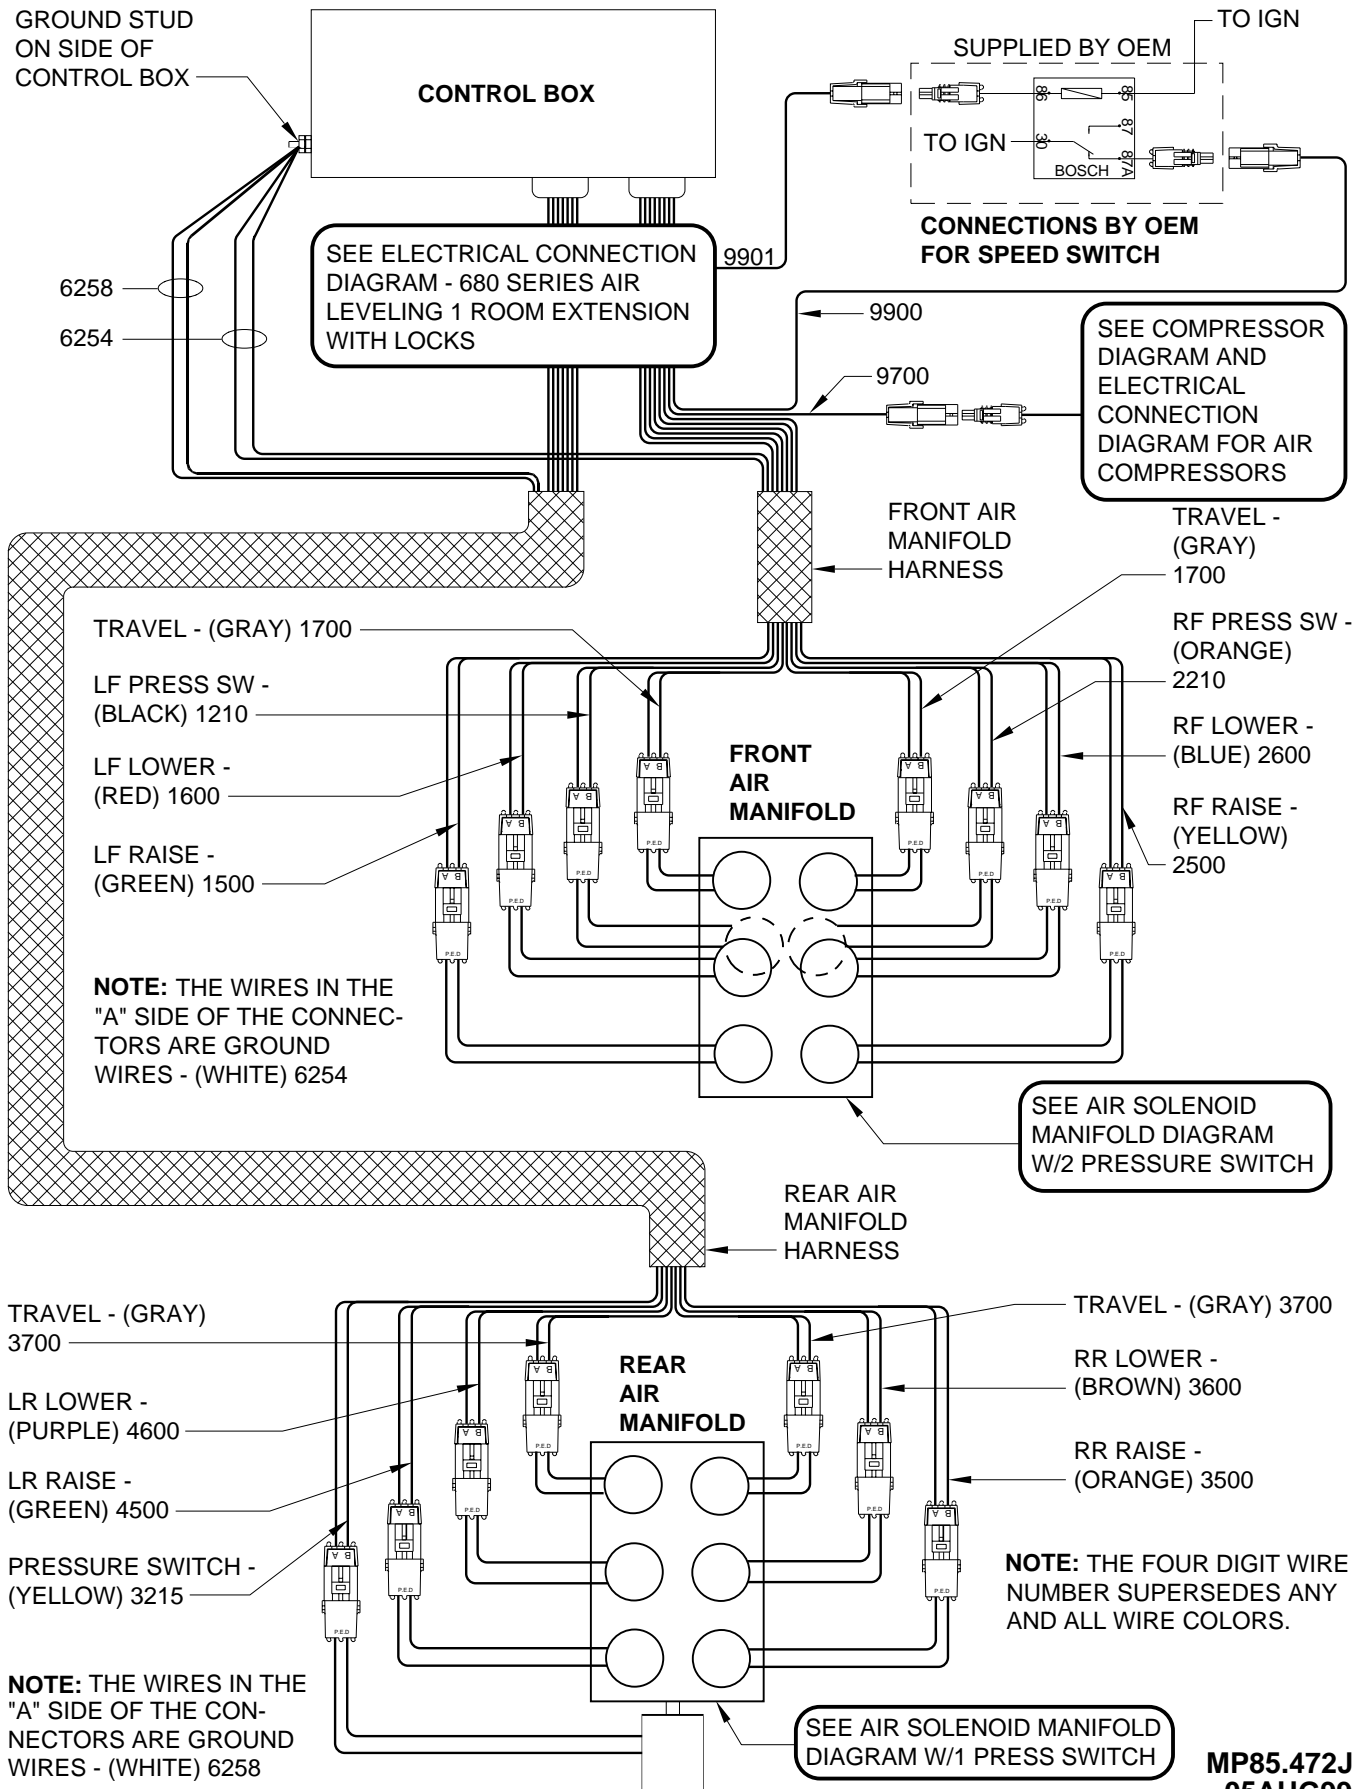 GROUND STUD
ON SIDE OF
CONTROL BOX
CONTROL BOX
TO IGN
SUPPLIED BY OEM
86
85
87
30
87A
TO IGN
BOSCH
CONNECTIONS BY OEM
FOR SPEED SWITCH
SEE ELECTRICAL CONNECTION
DIAGRAM - 680 SERIES AIR
LEVELING 1 ROOM EXTENSION
WITH LOCKS
9901
6258
6254
9900
9700
SEE COMPRESSOR
DIAGRAM AND
ELECTRICAL
CONNECTION
DIAGRAM FOR AIR
COMPRESSORS
FRONT AIR
MANIFOLD
HARNESS
TRAVEL -
(GRAY)
1700
TRAVEL - (GRAY) 1700
RF PRESS SW -
(ORANGE)
2210
LF PRESS SW -
(BLACK) 1210
RF LOWER -
(BLUE) 2600
LF LOWER -
(RED) 1600
RF RAISE -
(YELLOW)
2500
LF RAISE -
(GREEN) 1500
FRONT
AIR
MANIFOLD
A B
P.E.D
A B
P.E.D
A B
P.E.D
A B
P.E.D
A B
P.E.D
A B
P.E.D
A B
P.E.D
A B
P.E.D
NOTE: THE WIRES IN THE
"A" SIDE OF THE CONNEC-
TORS ARE GROUND
WIRES - (WHITE) 6254
SEE AIR SOLENOID
MANIFOLD DIAGRAM
W/2 PRESSURE SWITCH
REAR AIR
MANIFOLD
HARNESS
TRAVEL - (GRAY)
3700
TRAVEL - (GRAY) 3700
LR LOWER -
(PURPLE) 4600
RR LOWER -
(BROWN) 3600
LR RAISE -
(GREEN) 4500
RR RAISE -
(ORANGE) 3500
PRESSURE SWITCH -
(YELLOW) 3215
REAR
AIR
MANIFOLD
A B
P.E.D
A B
P.E.D
A B
P.E.D
A B
P.E.D
A B
P.E.D
A B
P.E.D
A B
P.E.D
NOTE: THE FOUR DIGIT WIRE
NUMBER SUPERSEDES ANY
AND ALL WIRE COLORS.
NOTE: THE WIRES IN THE
"A" SIDE OF THE CON-
NECTORS ARE GROUND
WIRES - (WHITE) 6258
SEE AIR SOLENOID MANIFOLD
DIAGRAM W/1 PRESS SWITCH
MP85.472J
05AUG99